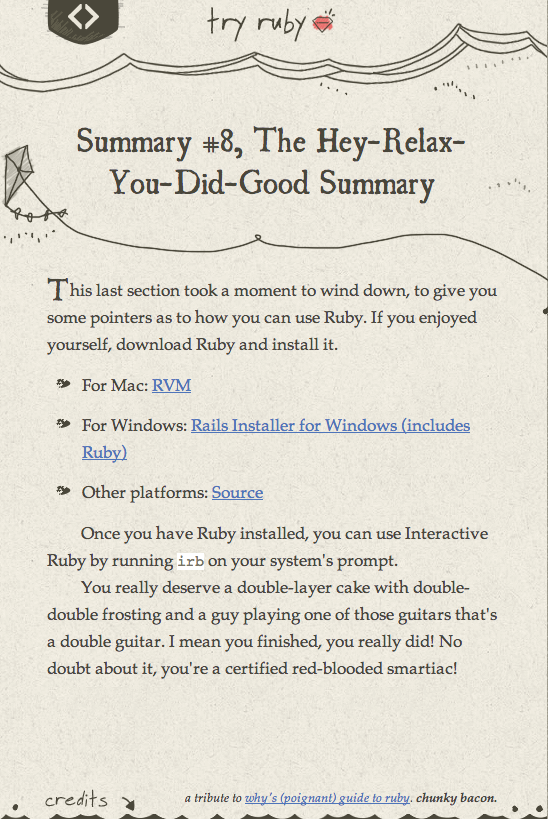 try ruby
Summary #8, The Hey-Relax-
You-Did-Good Summary
This last section took a moment to wind down, to give you
some pointers as to how you can use Ruby. If you enjoyed
yourself, download Ruby and install it.
For Mac: RVM
For Windows: Rails Installer for Windows (includes
Ruby)
Other platforms: Source
Once you have Ruby installed, you can use Interactive
Ruby by running irb on your system's prompt.
You really deserve a double-layer cake with double-
double frosting and a guy playing one of those guitars that's
a double guitar. I mean you finished, you really did! No
doubt about it, you're a certified red-blooded smartiac!
credits
a tribute to why's (poignant) guide to ruby. chunky bacon.